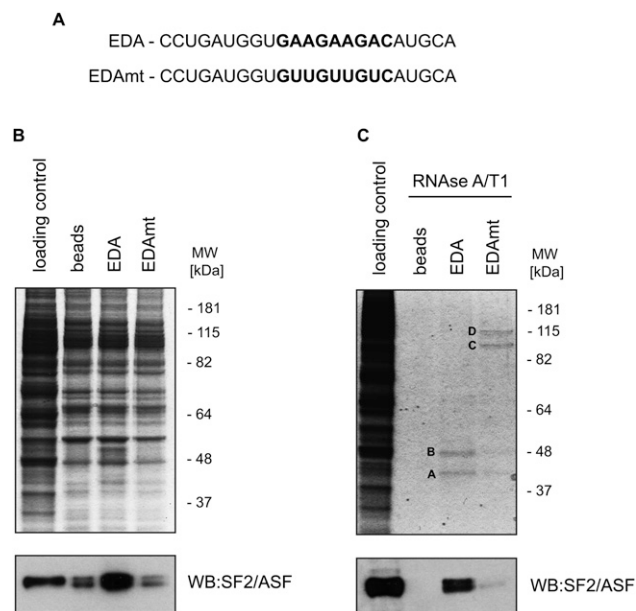 A
EDA - CCUGAUGGUGAAGAAGACAUGCA
EDAmt - CCUGAUGGUGUUGUUGUCAUGCA
B
loading control
beads
EDA
EDAmt
MW
[kDa]
- 181
- 115
- 82
- 64
- 48
- 37
WB:SF2/ASF
C
loading control
RNAse A/T1
beads
EDA
EDAmt
MW
[kDa]
- 181
D
- 115
C
- 82
- 64
B
- 48
A
- 37
WB:SF2/ASF